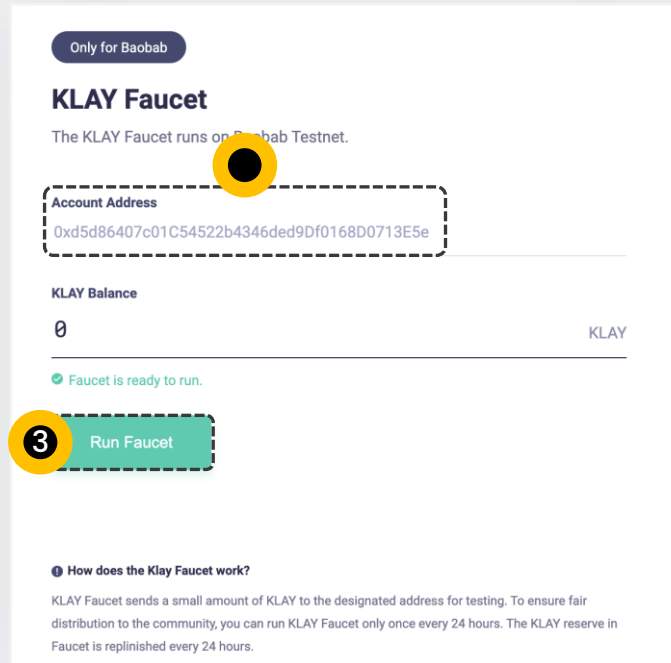 Only for Baobab
KLAY Faucet
The KLAY Faucet runs on Baobab Testnet.
Account Address
0xd5d86407c01C54522b4346ded9Df0168D0713E5e
KLAY Balance
0 KLAY
Faucet is ready to run.
3 Run Faucet
How does the Klay Faucet work?
KLAY Faucet sends a small amount of KLAY to the designated address for testing. To ensure fair
distribution to the community, you can run KLAY Faucet only once every 24 hours. The KLAY reserve in
Faucet is replinished every 24 hours.